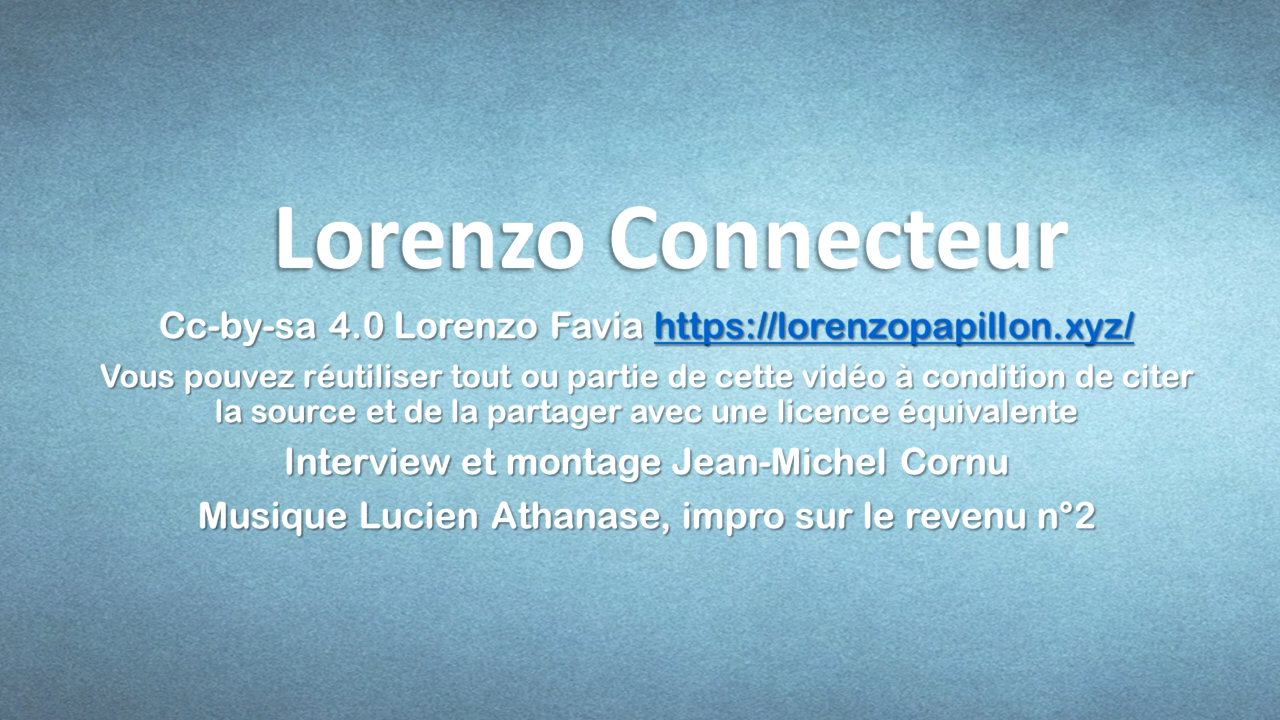 Lorenzo Connecteur
Cc-by-sa 4.0 Lorenzo Favia https://lorenzopapillon.xyz/
Vous pouvez réutiliser tout ou partie de cette vidéo à condition de citer
la source et de la partager avec une licence équivalente
Interview et montage Jean-Michel Cornu
Musique Lucien Athanase, impro sur le revenu n°2